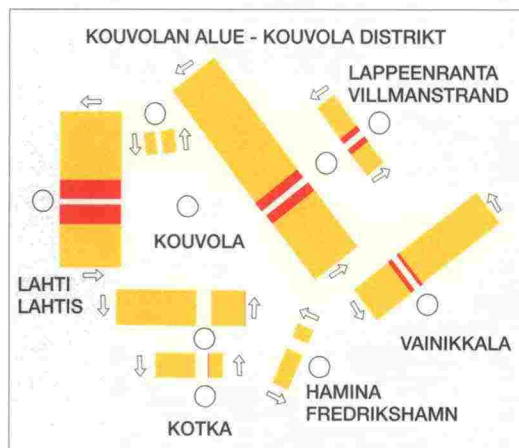 KOUVOLAN ALUE - KOUVOLA DISTRIKT
LAPPEENRANTA
VILLMANSTRAND
KOUVOLA
LAHTI
LAHTIS
VAINIKKALA
HAMINA
FREDRIKSHAMN
KOTKA